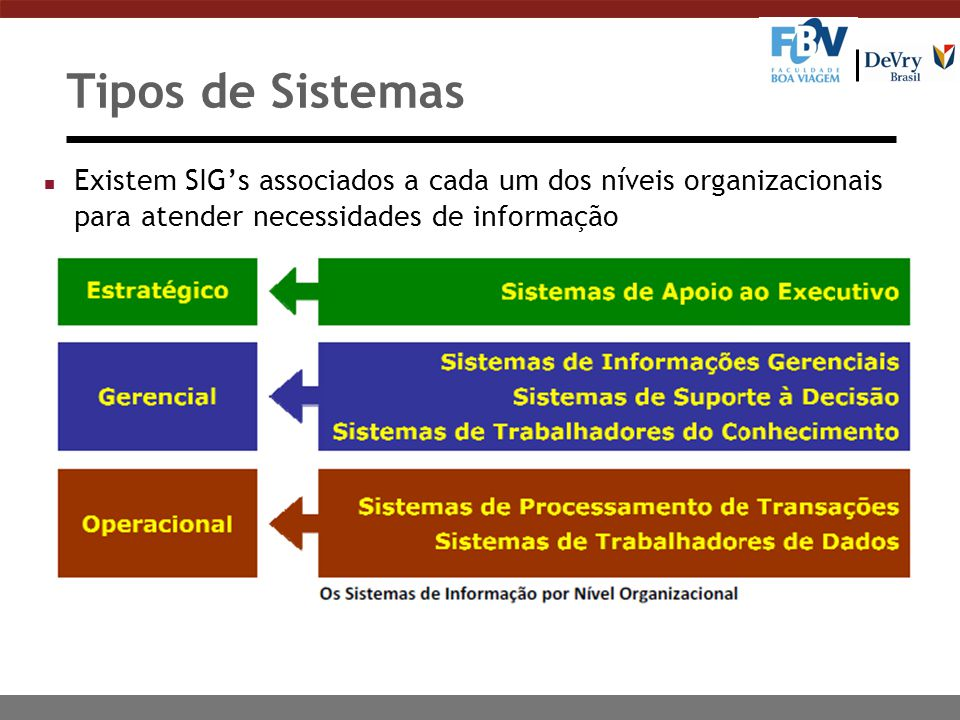 FBV
FACULDADE
BOA VIAGEM
DeVry
Brasil
Tipos de Sistemas
Existem SIG’s associados a cada um dos níveis organizacionais
para atender necessidades de informação
Estratégico
Sistemas de Apoio ao Executivo
Gerencial
Sistemas de Informações Gerenciais
Sistemas de Suporte à Decisão
Sistemas de Trabalhadores do Conhecimento
Operacional
Sistemas de Processamento de Transações
Sistemas de Trabalhadores de Dados
Os Sistemas de Informação por Nível Organizacional